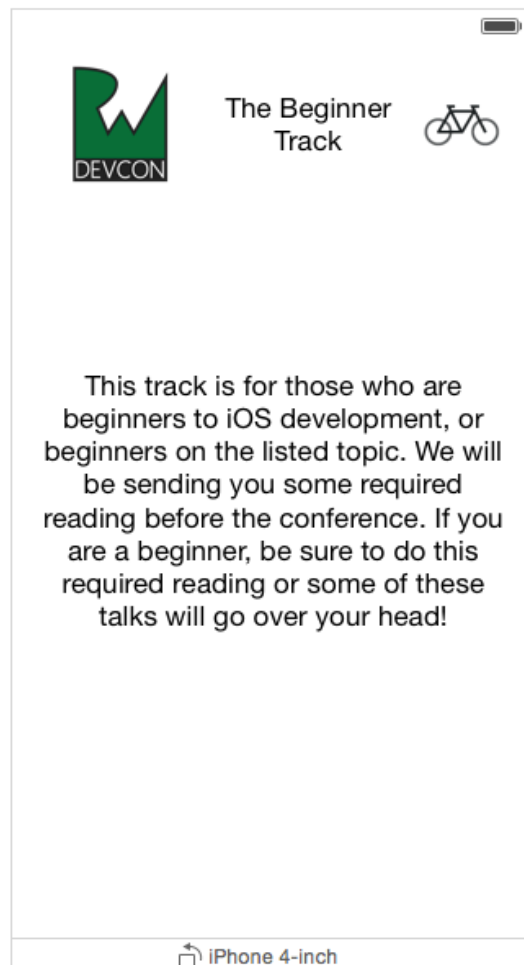 DEVCON
The Beginner
Track
This track is for those who are
beginners to iOS development, or
beginners on the listed topic. We will
be sending you some required
reading before the conference. If you
are a beginner, be sure to do this
required reading or some of these
talks will go over your head!
iPhone 4-inch